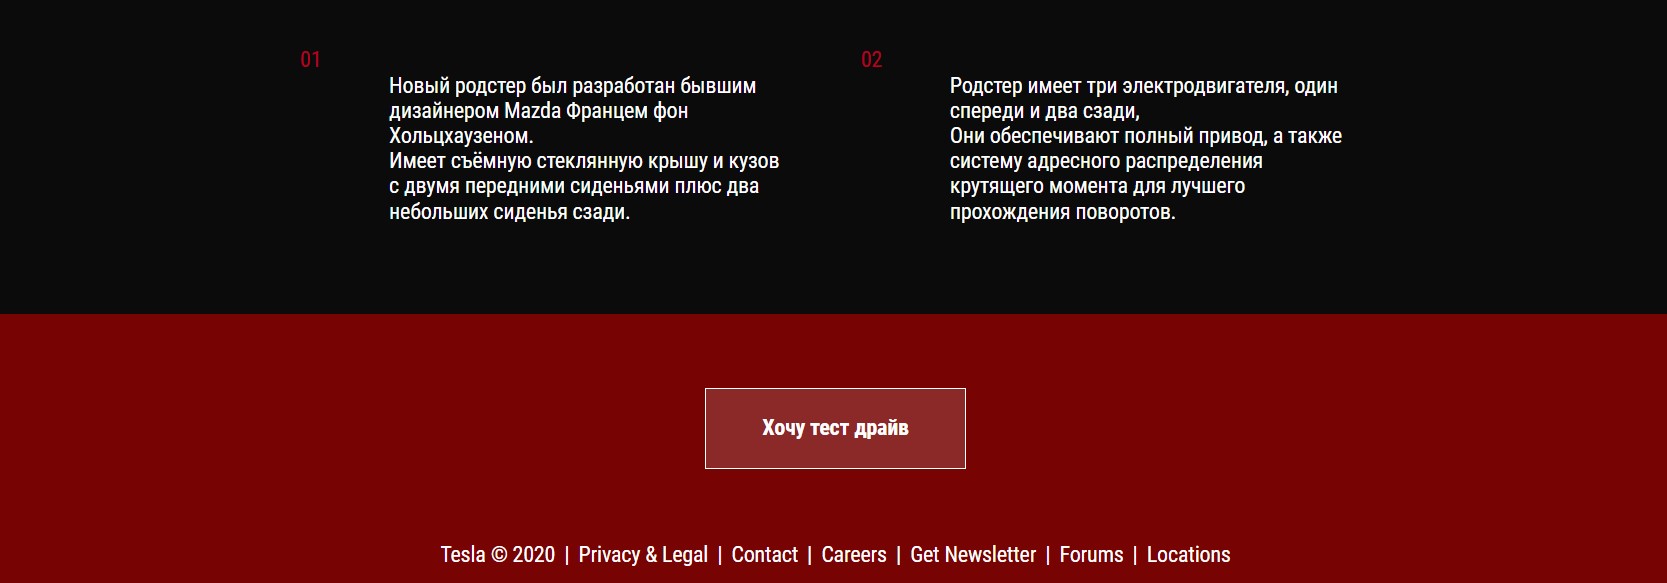 01
Новый родстер был разработан бывшим
дизайнером Mazda Францем фон
Хольцхаузеном.
Имеет съёмную стеклянную крышу и кузов
с двумя передними сиденьями плюс два
небольших сиденья сзади.
02
Родстер имеет три электродвигателя, один
спереди и два сзади,
Они обеспечивают полный привод, а также
систему адресного распределения
крутящего момента для лучшего
прохождения поворотов.
Хочу тест драйв
Tesla © 2020 | Privacy & Legal | Contact | Careers | Get Newsletter | Forums | Locations